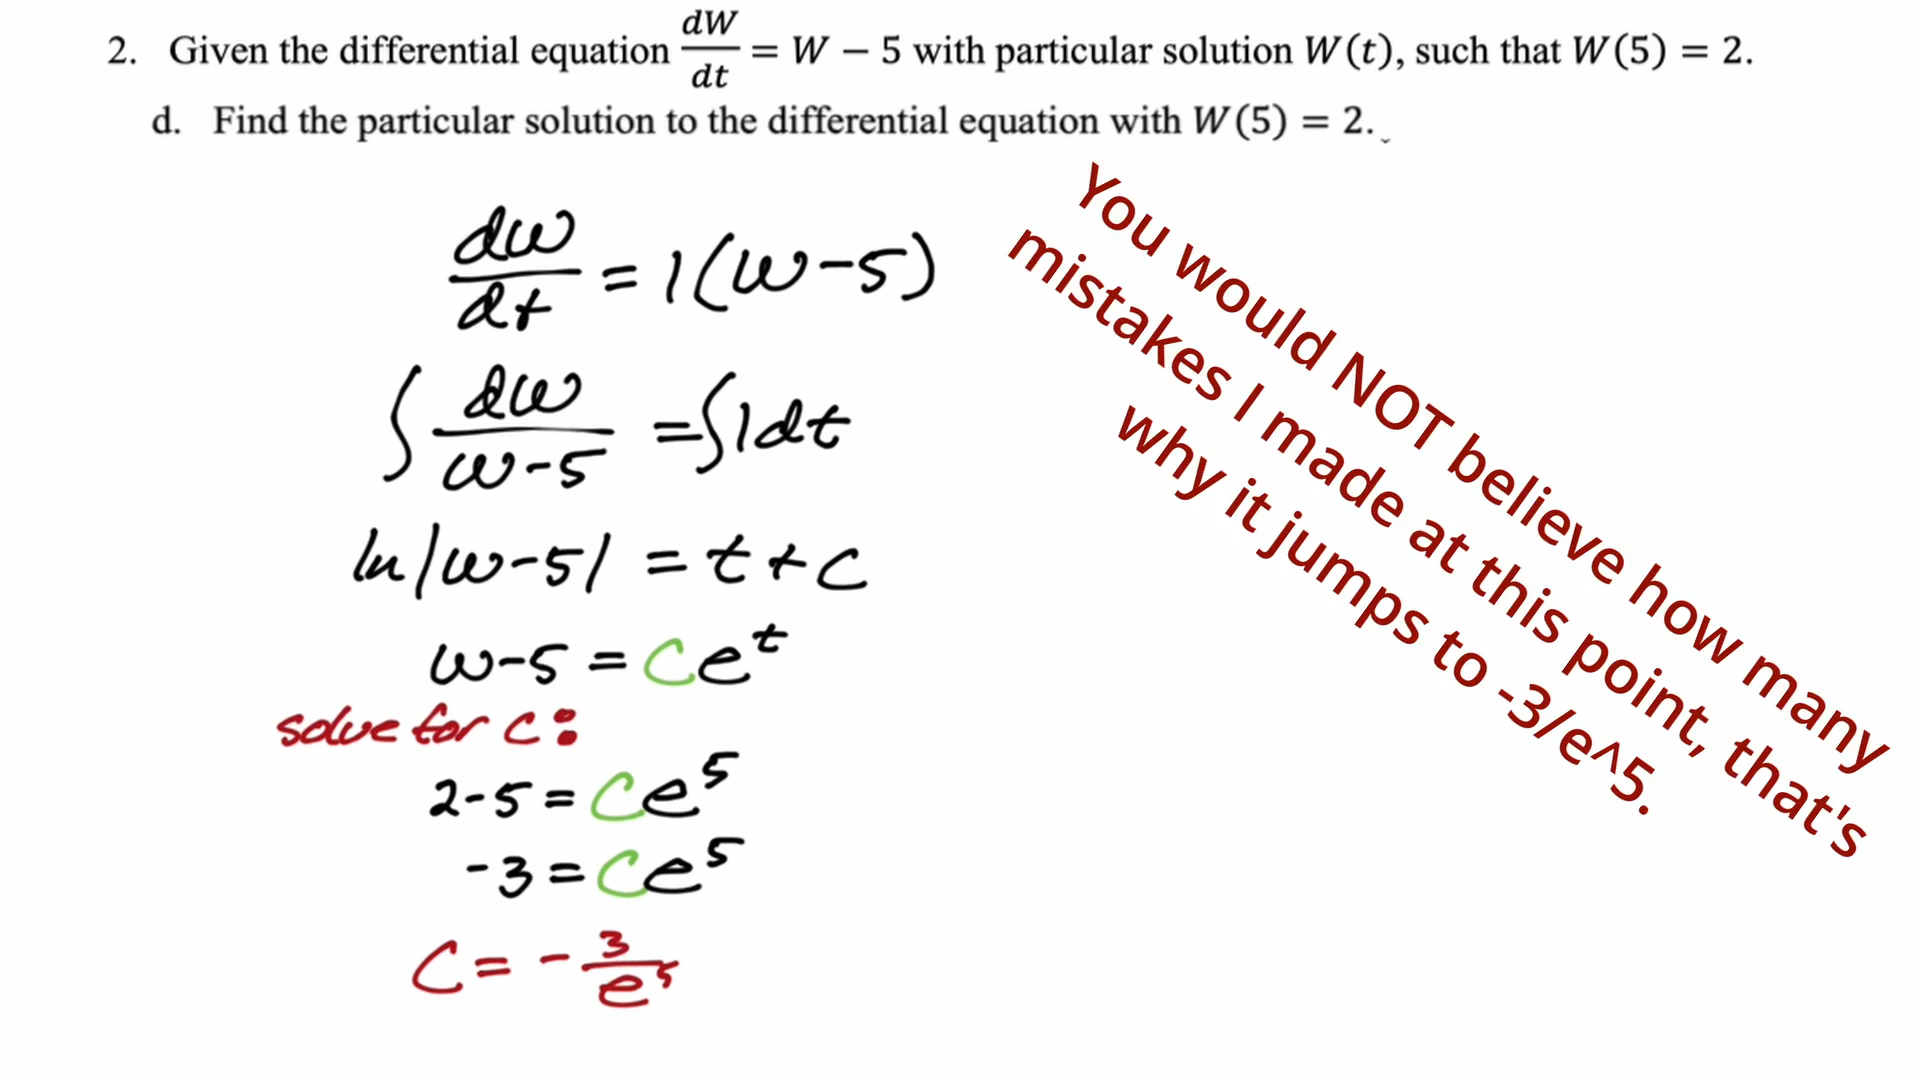 2. Given the differential equation dW/dt = W − 5 with particular solution W(t), such that W(5) = 2.
d. Find the particular solution to the differential equation with W(5) = 2.
dw/dt = 1(w-5)
∫ dw/w-5 = ∫1dt
ln|w-5| = t + c
w-5 = Ce^t
solve for c:
2-5 = Ce^5
-3 = Ce^5
C = - 3/e^5
You would NOT believe how many
mistakes I made at this point, that's
why it jumps to -3/e^5.